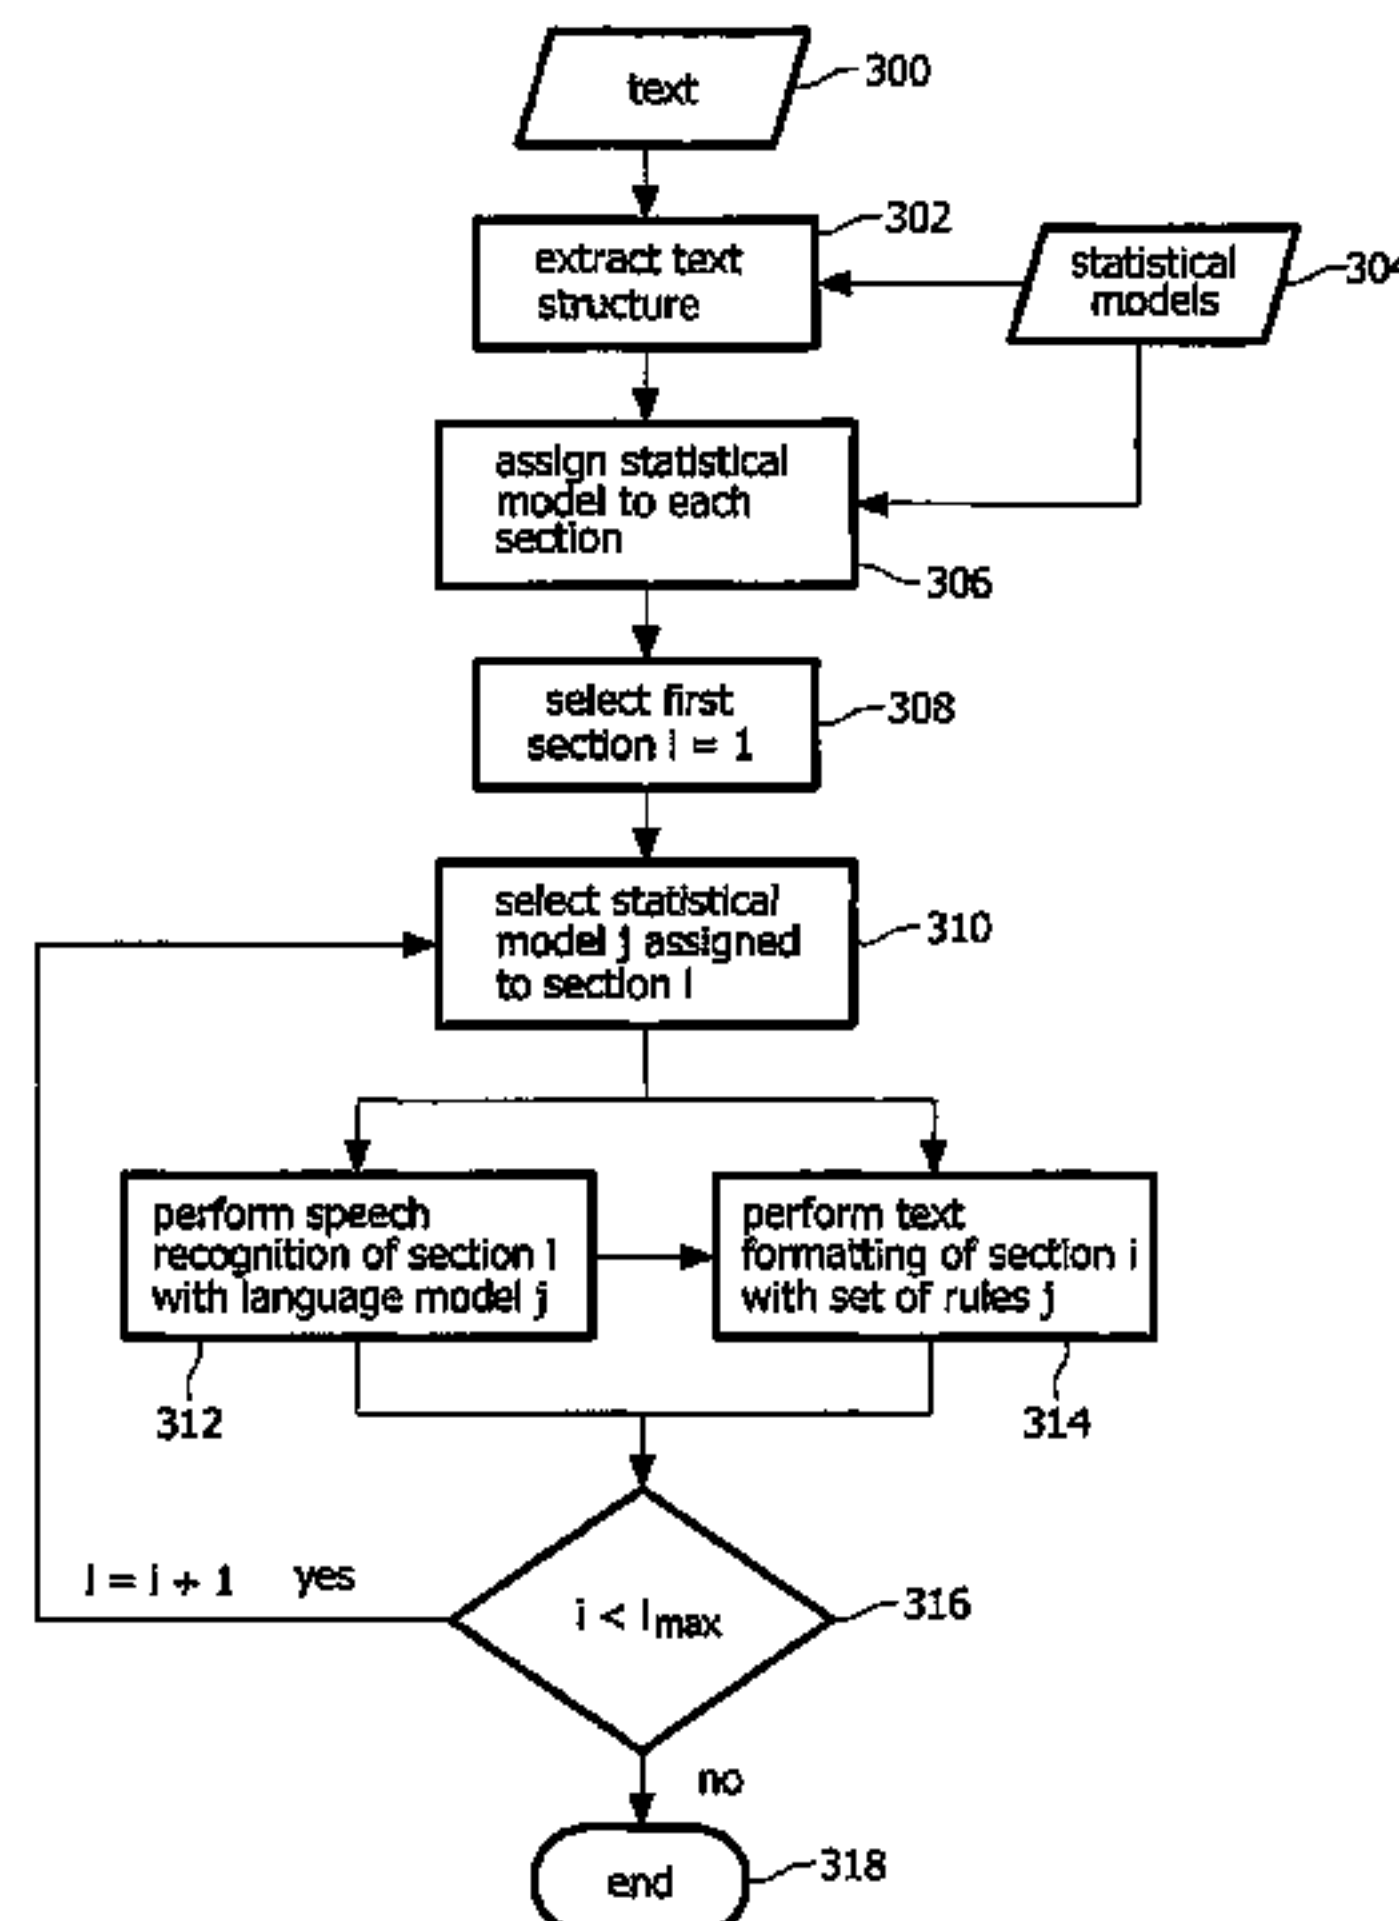 text
300
302
extract text
structure
statistical
models
304
assign statistical
model to each
section
306
select first
section i = 1
308
select statistical
model j assigned
to section i
310
perform speech
recognition of section i
with language model j
perform text
formatting of section i
with set of rules j
312
314
i = i + 1 yes
i < imax
316
no
end
318